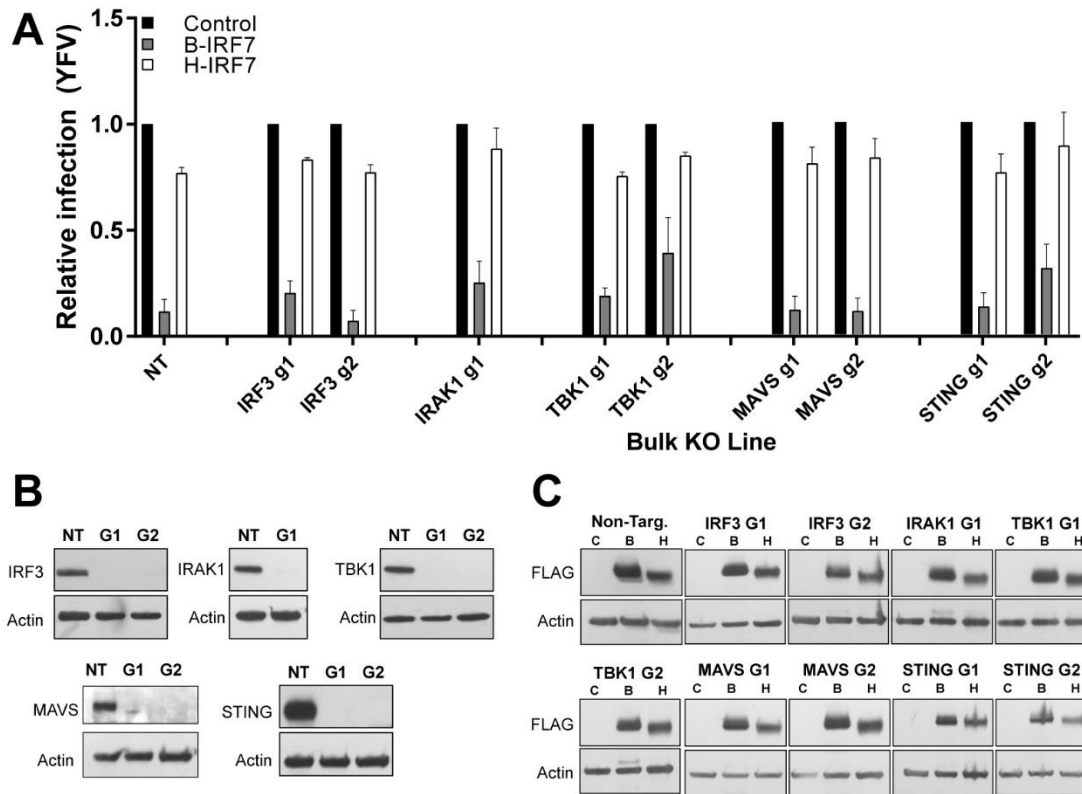 A
Control
B-IRF7
H-IRF7
Relative infection (YFV)
1.5
1.0
0.5
0.0
NT
IRF3 g1
IRF3 g2
IRAK1 g1
TBK1 g1
TBK1 g2
MAVS g1
MAVS g2
STING g1
STING g2
Bulk KO Line
B
NT G1 G2
IRF3
Actin
NT G1
IRAK1
Actin
NT G1 G2
TBK1
Actin
NT G1 G2
MAVS
Actin
NT G1 G2
STING
Actin
C
Non-Targ. IRF3 G1 IRF3 G2 IRAK1 G1 TBK1 G1
C B H C B H C B H C B H C B H
FLAG
Actin
TBK1 G2 MAVS G1 MAVS G2 STING G1 STING G2
C B H C B H C B H C B H C B H
FLAG
Actin